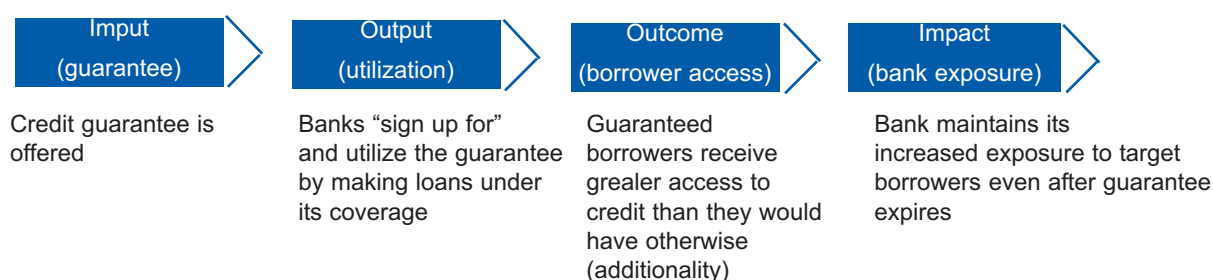 Imput
(guarantee)
Output
(utilization)
Outcome
(borrower access)
Impact
(bank exposure)
Credit guarantee is
offered
Banks “sign up for”
and utilize the guarantee
by making loans under
its coverage
Guaranteed
borrowers receive
grealer access to
credit than they would
have otherwise
(additionality)
Bank maintains its
increased exposure to target
borrowers even after guarantee
expires